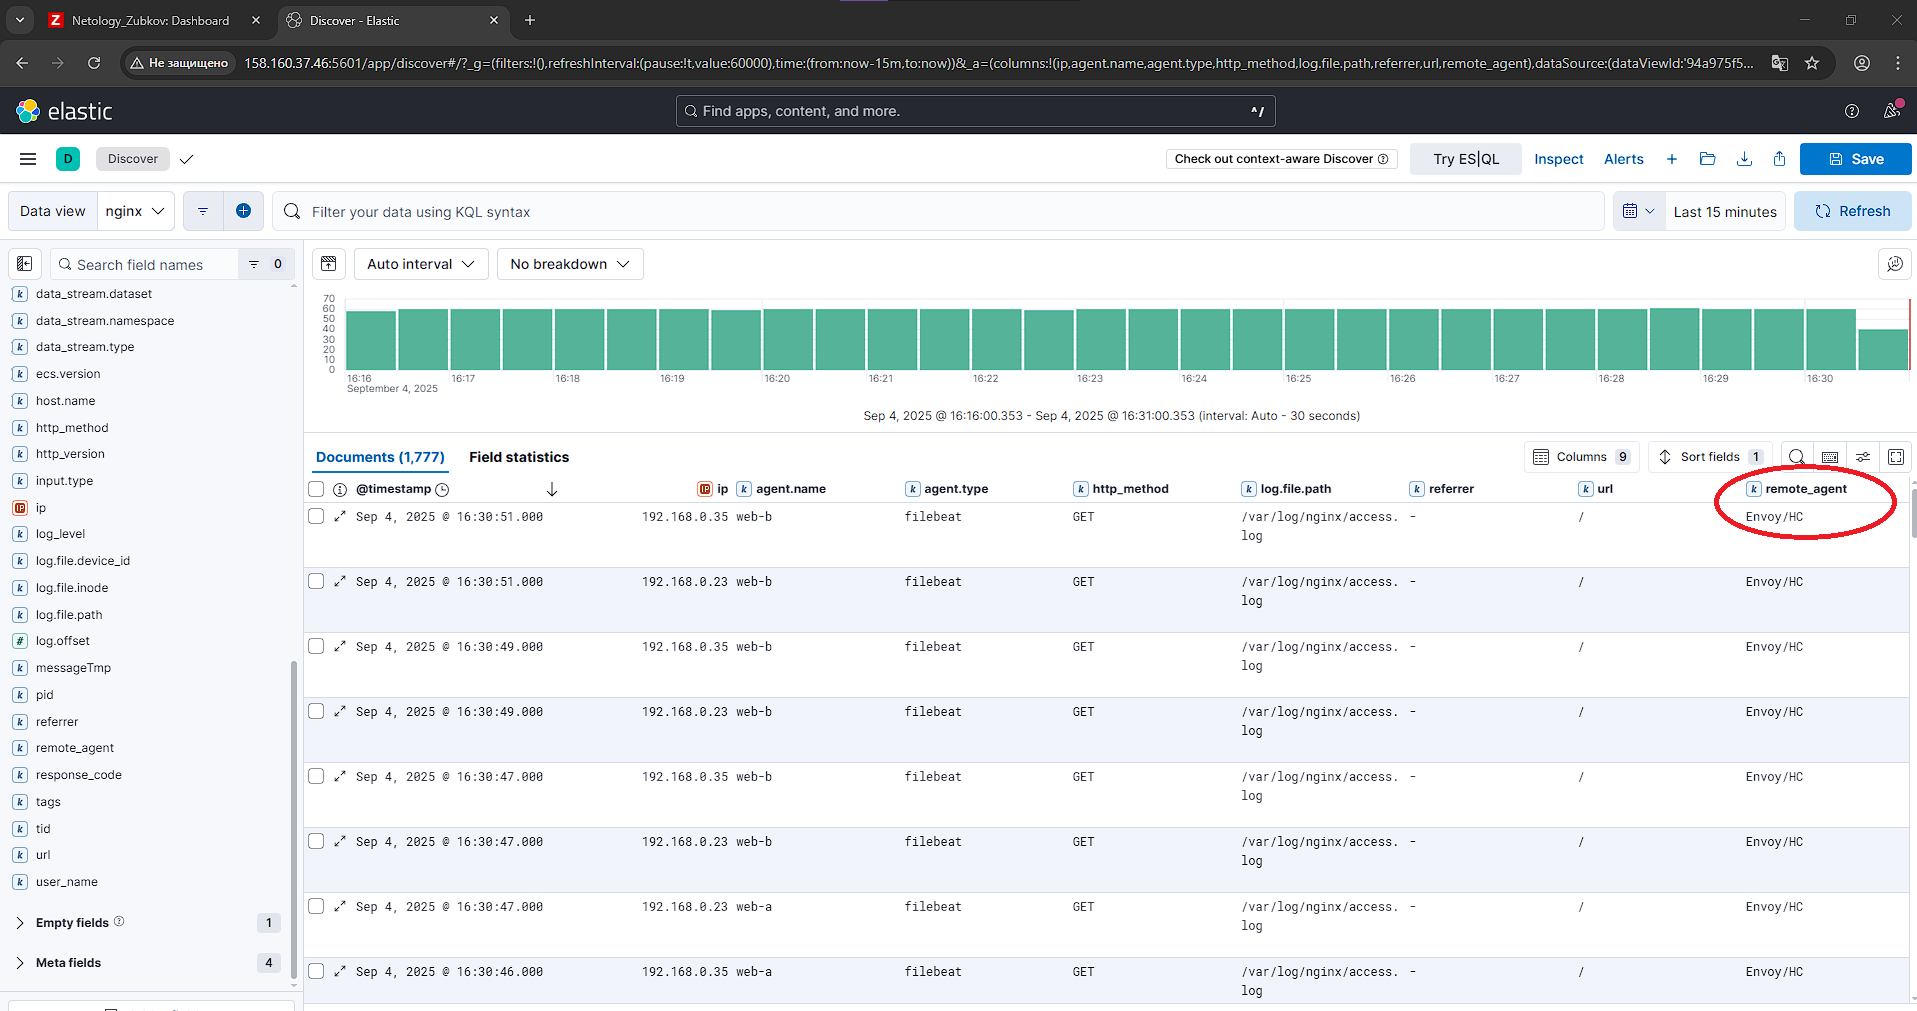 Netology_Zubkov: Dashboard
Discover - Elastic
Не защищено
158.160.37.46:5601/app/discover#/?_g=(filters:!(),refreshInterval:(pause:!t,value:60000),time:(from:now-15m,to:now))&_a=(columns:!(ip,agent.name,agent.type,http_method,log.file.path,referrer,url,remote_agent),dataSource:(dataViewId:'94a975f5...
elastic
Find apps, content, and more.
^/
D
Discover
Check out context-aware Discover
Try ES|QL
Inspect
Alerts
Save
Data view
nginx
Filter your data using KQL syntax
Last 15 minutes
Refresh
Search field names
0
Auto interval
No breakdown
data_stream.dataset
data_stream.namespace
data_stream.type
ecs.version
host.name
http_method
http_version
input.type
ip
log_level
log.file.device_id
log.file.inode
log.file.path
log.offset
messageTmp
pid
referrer
remote_agent
response_code
tags
tid
url
user_name
Empty fields 1
Meta fields 4
70
60
50
40
30
20
10
0
16:16 16:17 16:18 16:19 16:20 16:21 16:22 16:23 16:24 16:25 16:26 16:27 16:28 16:29 16:30
September 4, 2025
Sep 4, 2025 @ 16:16:00.353 - Sep 4, 2025 @ 16:31:00.353 (interval: Auto - 30 seconds)
Documents (1,777) Field statistics
Columns 9 Sort fields 1
@timestamp ip agent.name agent.type http_method log.file.path referrer url remote_agent
Sep 4, 2025 @ 16:30:51.000 192.168.0.35 web-b filebeat GET /var/log/nginx/access. - / Envoy/HC
log
Sep 4, 2025 @ 16:30:51.000 192.168.0.23 web-b filebeat GET /var/log/nginx/access. - / Envoy/HC
log
Sep 4, 2025 @ 16:30:49.000 192.168.0.35 web-b filebeat GET /var/log/nginx/access. - / Envoy/HC
log
Sep 4, 2025 @ 16:30:49.000 192.168.0.23 web-b filebeat GET /var/log/nginx/access. - / Envoy/HC
log
Sep 4, 2025 @ 16:30:47.000 192.168.0.35 web-b filebeat GET /var/log/nginx/access. - / Envoy/HC
log
Sep 4, 2025 @ 16:30:47.000 192.168.0.23 web-b filebeat GET /var/log/nginx/access. - / Envoy/HC
log
Sep 4, 2025 @ 16:30:47.000 192.168.0.23 web-a filebeat GET /var/log/nginx/access. - / Envoy/HC
log
Sep 4, 2025 @ 16:30:46.000 192.168.0.35 web-a filebeat GET /var/log/nginx/access. - / Envoy/HC
log